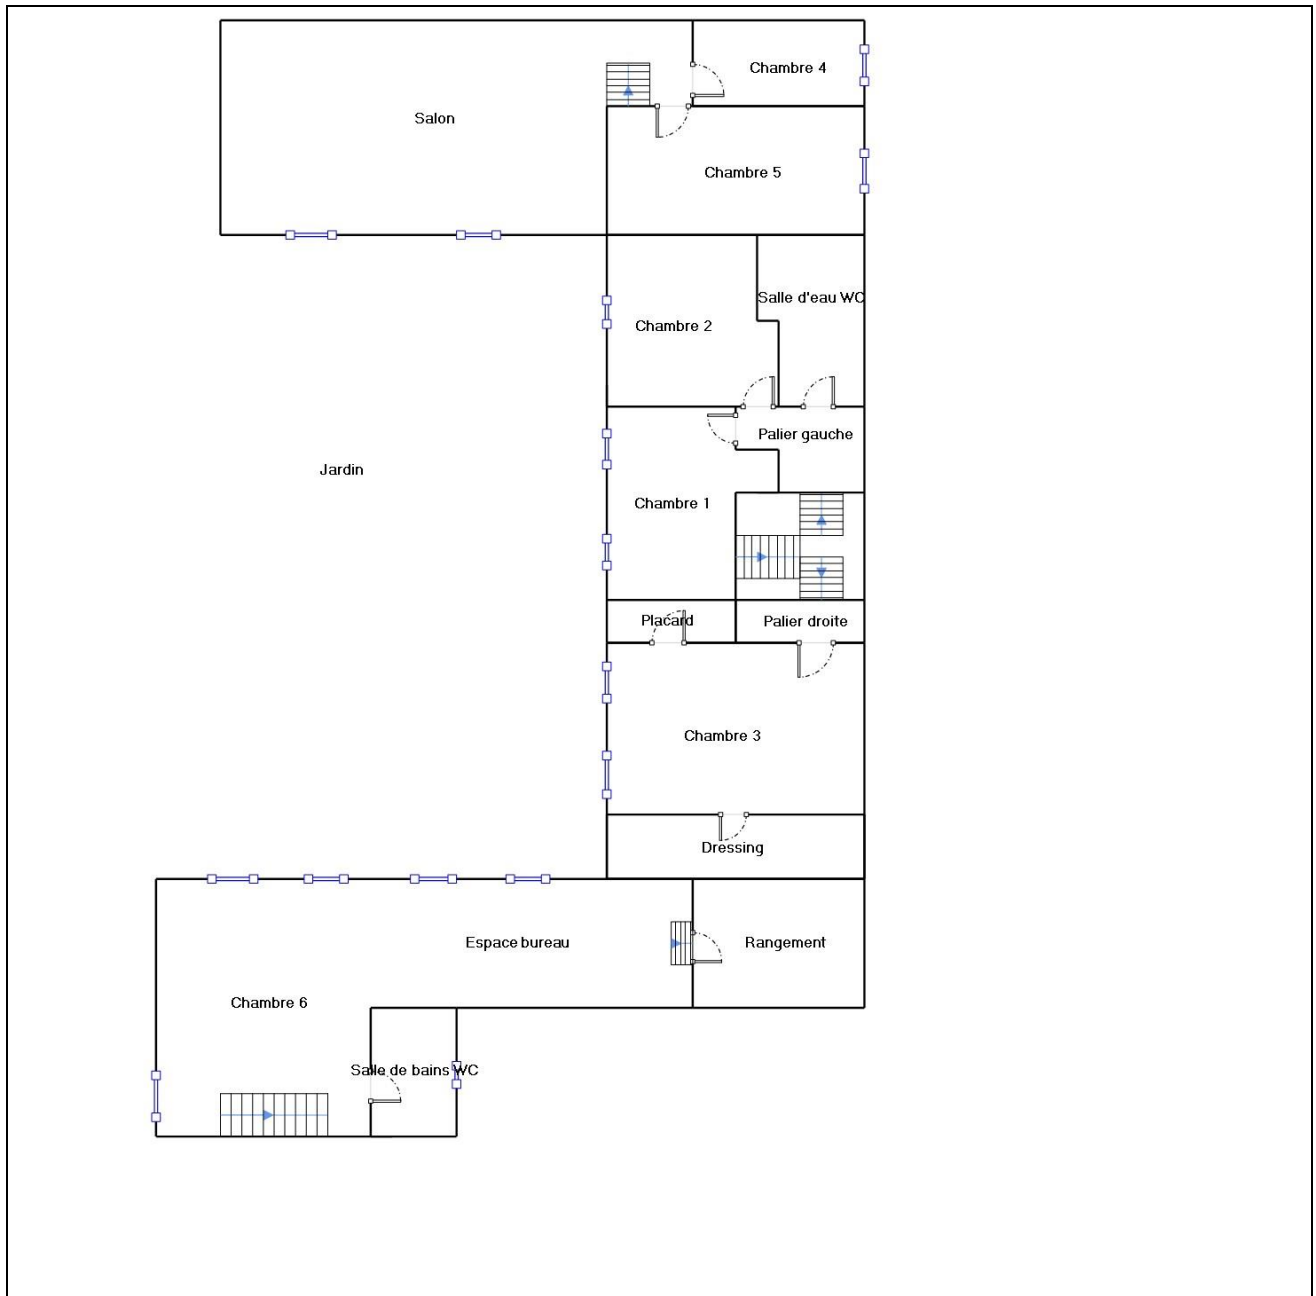 Chambre 4
Salon
Chambre 5
Salle d'eau WC
Chambre 2
Palier gauche
Jardin
Chambre 1
Placard
Palier droite
Chambre 3
Dressing
Espace bureau
Rangement
Chambre 6
Salle de bains WC